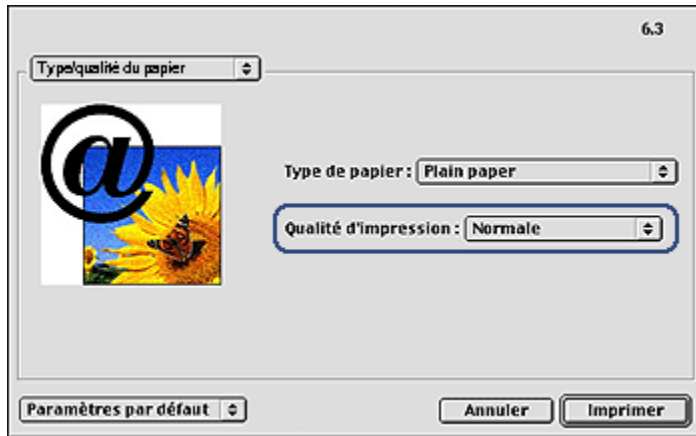 6.3
Type/qualité du papier
@
Type de papier : Plain paper
Qualité d'impression : Normale
Paramètres par défaut
Annuler
Imprimer